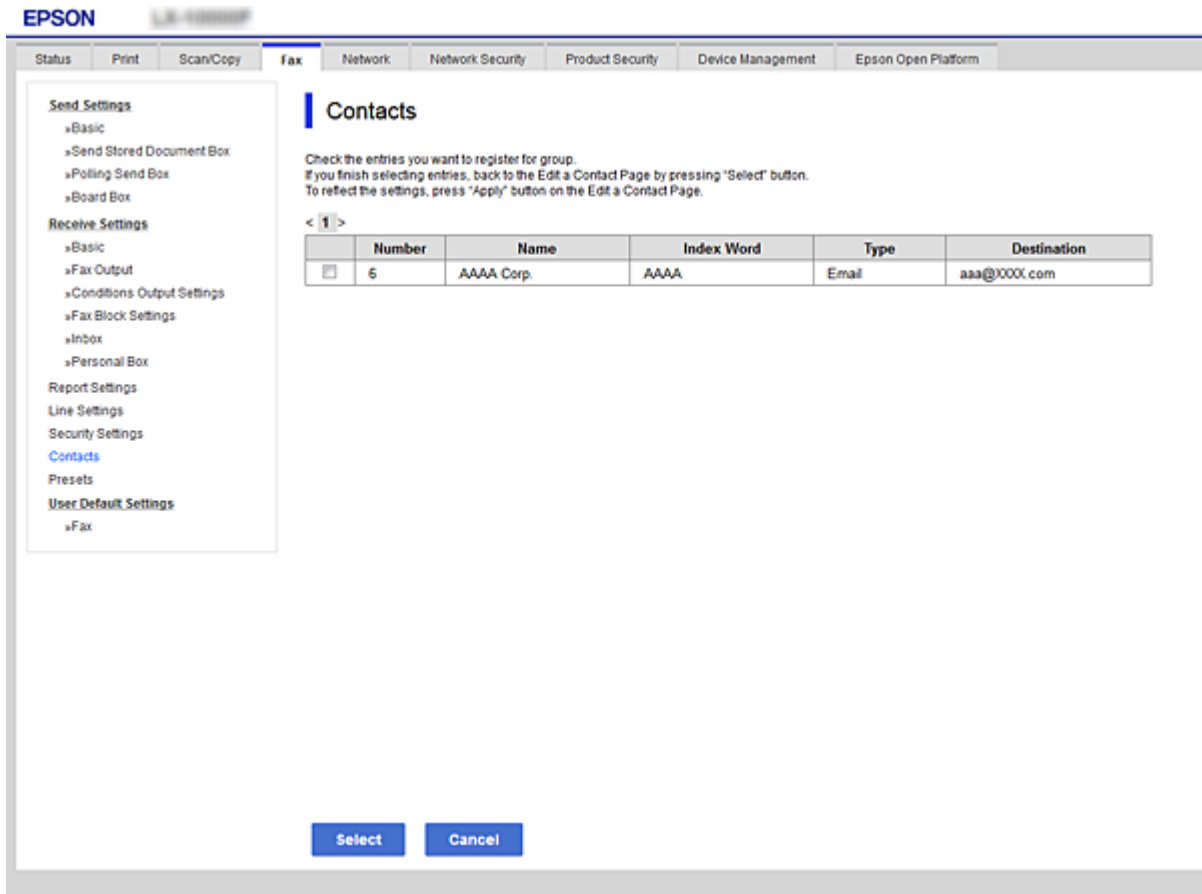 EPSON
Status Print Scan/Copy Fax Network Network Security Product Security Device Management Epson Open Platform
Send Settings
»Basic
»Send Stored Document Box
»Polling Send Box
»Board Box
Receive Settings
»Basic
»Fax Output
»Conditions Output Settings
»Fax Block Settings
»Inbox
»Personal Box
Report Settings
Line Settings
Security Settings
Contacts
Presets
User Default Settings
»Fax
Contacts
Check the entries you want to register for group.
If you finish selecting entries, back to the Edit a Contact Page by pressing "Select" button.
To reflect the settings, press "Apply" button on the Edit a Contact Page.
< 1 >
Number Name Index Word Type Destination
6 AAAA Corp. AAAA Email aaa@XXXX.com
Select Cancel